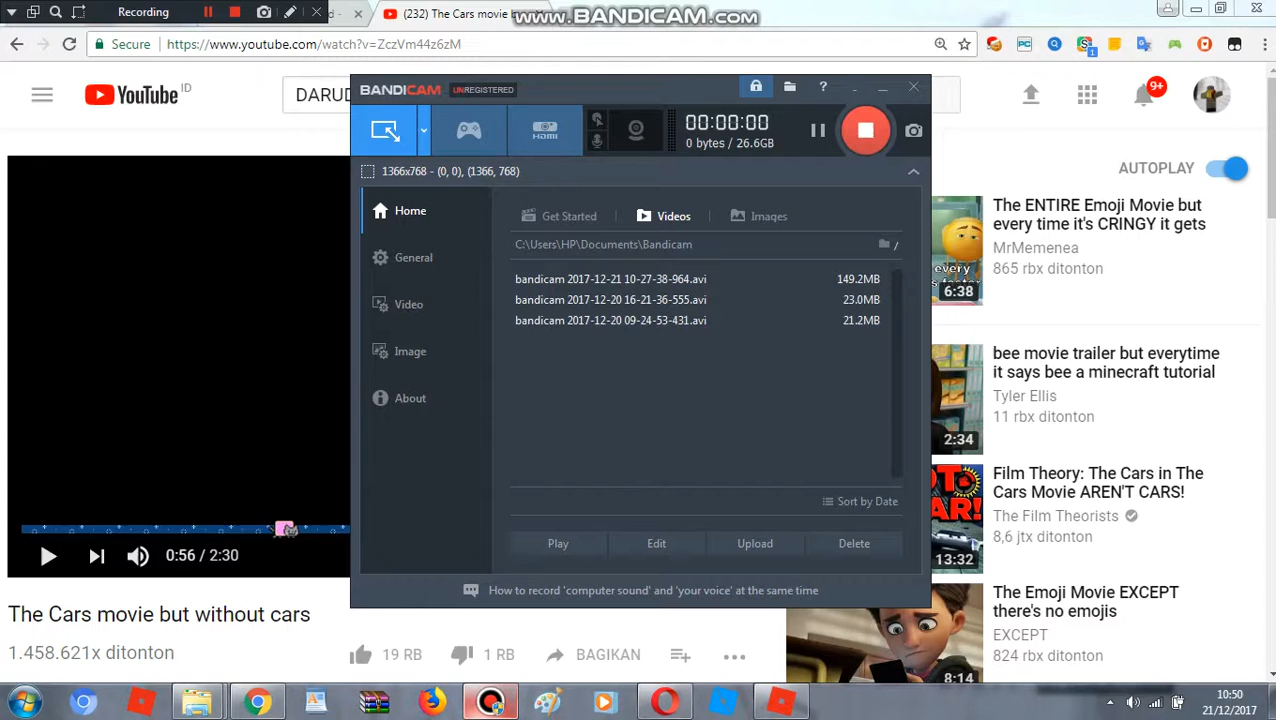 Recording
(232) The Cars movie b
www.BANDICAM.com
Secure
https://www.youtube.com/watch?v=ZczVm44z6zM
1
YouTube ID
DARUD
9+
BANDICAM UNREGISTERED
?
HDMI
00:00:00
0 bytes / 26.6GB
1366x768 - (0, 0), (1366, 768)
Home
General
Video
Image
About
Get Started
Videos
Images
C:\Users\HP\Documents\Bandicam
/
bandicam 2017-12-21 10-27-38-964.avi 149.2MB
bandicam 2017-12-20 16-21-36-555.avi 23.0MB
bandicam 2017-12-20 09-24-53-431.avi 21.2MB
Sort by Date
Play
Edit
Upload
Delete
How to record 'computer sound' and 'your voice' at the same time
0:56 / 2:30
The Cars movie but without cars
1.458.621x ditonton
19 RB
1 RB
BAGIKAN
AUTOPLAY
The ENTIRE Emoji Movie but
every time it's CRINGY it gets
MrMemenea
865 rbx ditonton
every
6:38
bee movie trailer but everytime
it says bee a minecraft tutorial
Tyler Ellis
11 rbx ditonton
2:34
Film Theory: The Cars in The
Cars Movie AREN'T CARS!
The Film Theorists
8,6 jtx ditonton
13:32
The Emoji Movie EXCEPT
there's no emojis
EXCEPT
824 rbx ditonton
8:14
10:50
21/12/2017